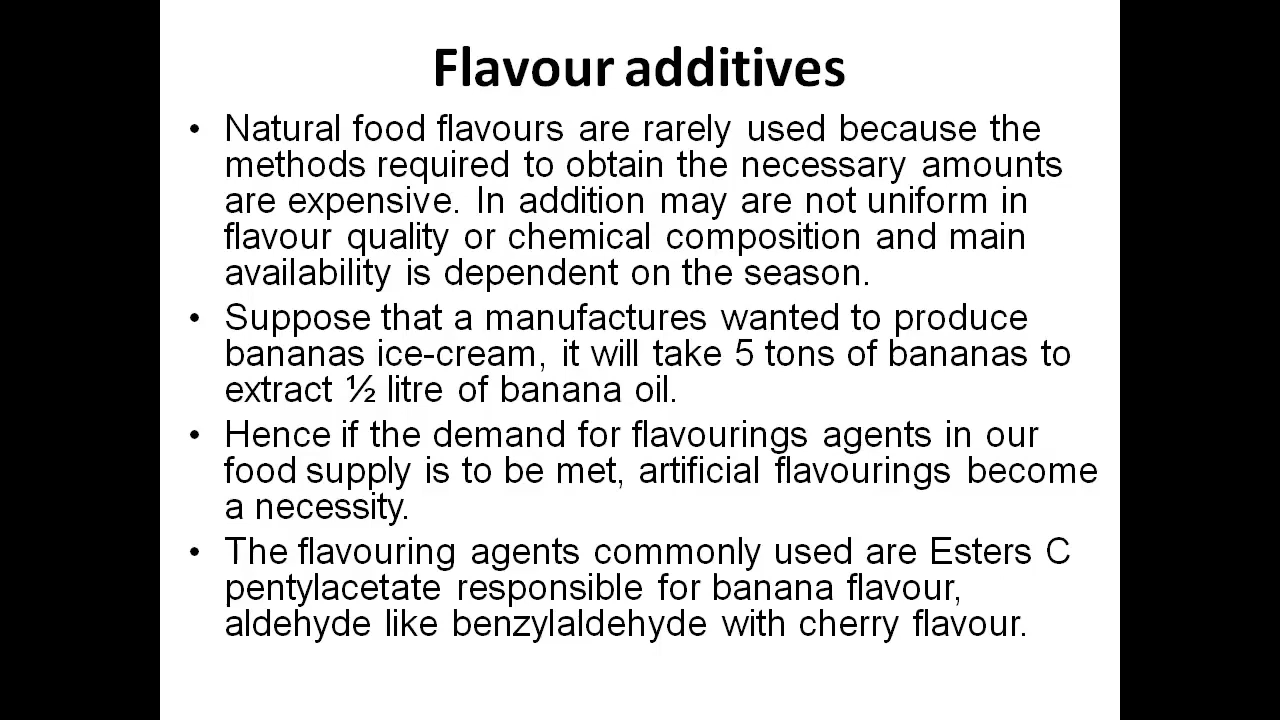 Flavour additives
• Natural food flavours are rarely used because the
methods required to obtain the necessary amounts
are expensive. In addition may are not uniform in
flavour quality or chemical composition and main
availability is dependent on the season.
• Suppose that a manufactures wanted to produce
bananas ice-cream, it will take 5 tons of bananas to
extract ½ litre of banana oil.
• Hence if the demand for flavourings agents in our
food supply is to be met, artificial flavourings become
a necessity.
• The flavouring agents commonly used are Esters C
pentylacetate responsible for banana flavour,
aldehyde like benzylaldehyde with cherry flavour.